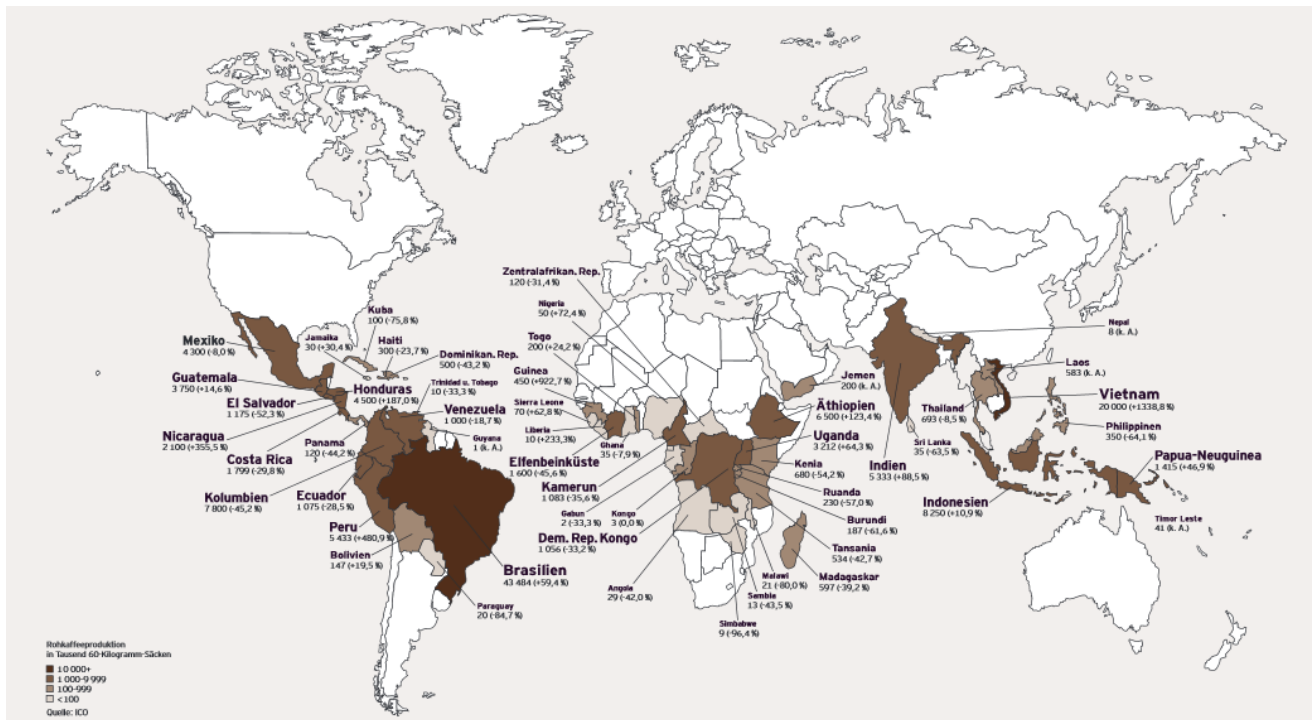 Zentralafrikan. Rep.
120 (-31,4 %)
Nigeria
50 (+72,4 %)
Kuba
100 (-75,8%)
Nepal
8 (k. A.)
Mexiko
4 300 (-8,0 %)
Jamaika
30 (+30,4 %)
Haiti
300 (-23,7 %)
Togo
200 (+24,2 %)
Dominikan. Rep.
500 (-43,2 %)
Laos
583 (k. A.)
Guatemala
3 750 (+14,6 %)
Honduras
4 500 (+187,0 %)
Trinidad u. Tobago
10 (-33,3 %)
Guinea
450 (+922,7 %)
Jemen
200 (k. A.)
Vietnam
20 000 (+1338,8 %)
El Salvador
1 175 (-52,3 %)
Venezuela
1 000 (-18,7 %)
Sierra Leone
70 (+62,8 %)
Äthiopien
6 500 (+123,4 %)
Thailand
693 (-8,5 %)
Philippinen
350 (-64,1 %)
Nicaragua
2 100 (+355,5 %)
Panama
120 (-44,2 %)
Guyana
1 (k. A.)
Liberia
10 (+233,3%)
Ghana
35 (-7,9 %)
Uganda
3 212 (+64,3 %)
Sri Lanka
35 (-63,5 %)
Costa Rica
1 799 (-29,8 %)
Elfenbeinküste
1 600 (-45,6 %)
Kenia
680 (-54,2 %)
Indien
5 333 (+88,5 %)
Papua-Neuguinea
1 415 (+46,9 %)
Kolumbien
7 800 (-45,2 %)
Ecuador
1 075 (-28,5 %)
Kamerun
1 083 (-35,6 %)
Ruanda
230 (-57,0 %)
Indonesien
8 250 (+10,9 %)
Gabun
2 (-33,3 %)
Kongo
3 (0,0 %)
Burundi
187 (-61,6 %)
Timor Leste
41 (k. A.)
Peru
5 433 (+480,9 %)
Dem. Rep. Kongo
1 056 (-33,2 %)
Tansania
534 (-42,7 %)
Bolivien
147 (+19,5 %)
Brasilien
43 484 (+59,4 %)
Angola
29 (-42,0 %)
Malawi
21 (-80,0 %)
Madagaskar
597 (-39,2 %)
Paraguay
20 (-84,7 %)
Sambia
13 (-43,5 %)
Simbabwe
9 (-96,4 %)
Rohkaffeeproduktion
in Tausend 60-Kilogramm-Säcken
10 000+
1 000-9 999
100-999
<100
Quelle: ICO